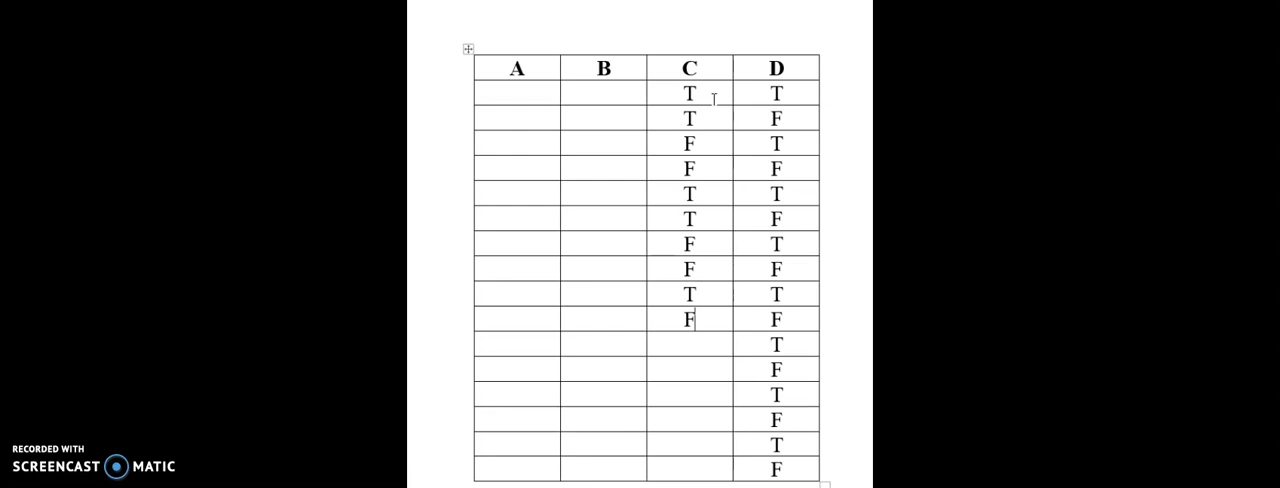 A B C D
T T
T F
F T
F F
T T
T F
F T
F F
T T
F F
T
F
T
F
T
F
RECORDED WITH
SCREENCAST MATIC